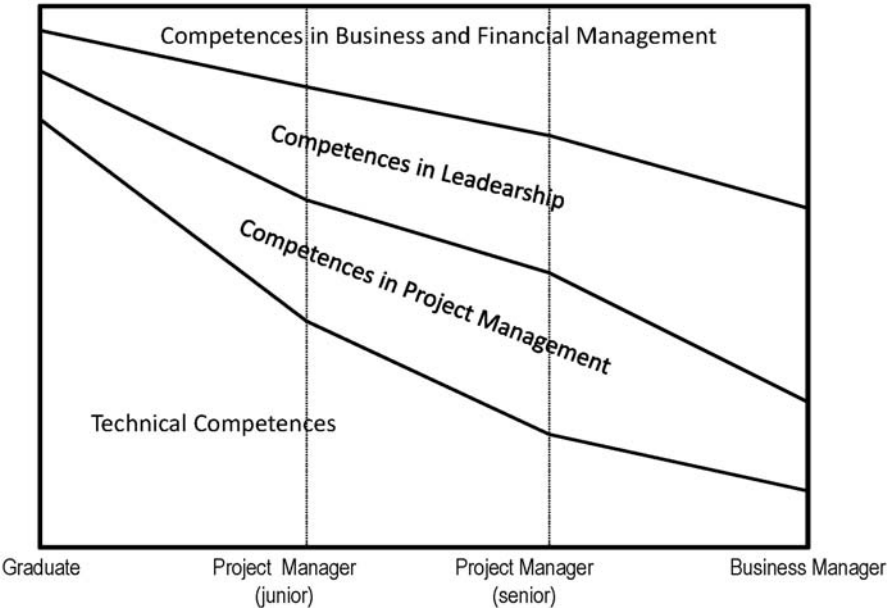 Competences in Business and Financial Management
Competences in Leadearship
Competences in Project Management
Technical Competences
Graduate
Project Manager
(junior)
Project Manager
(senior)
Business Manager